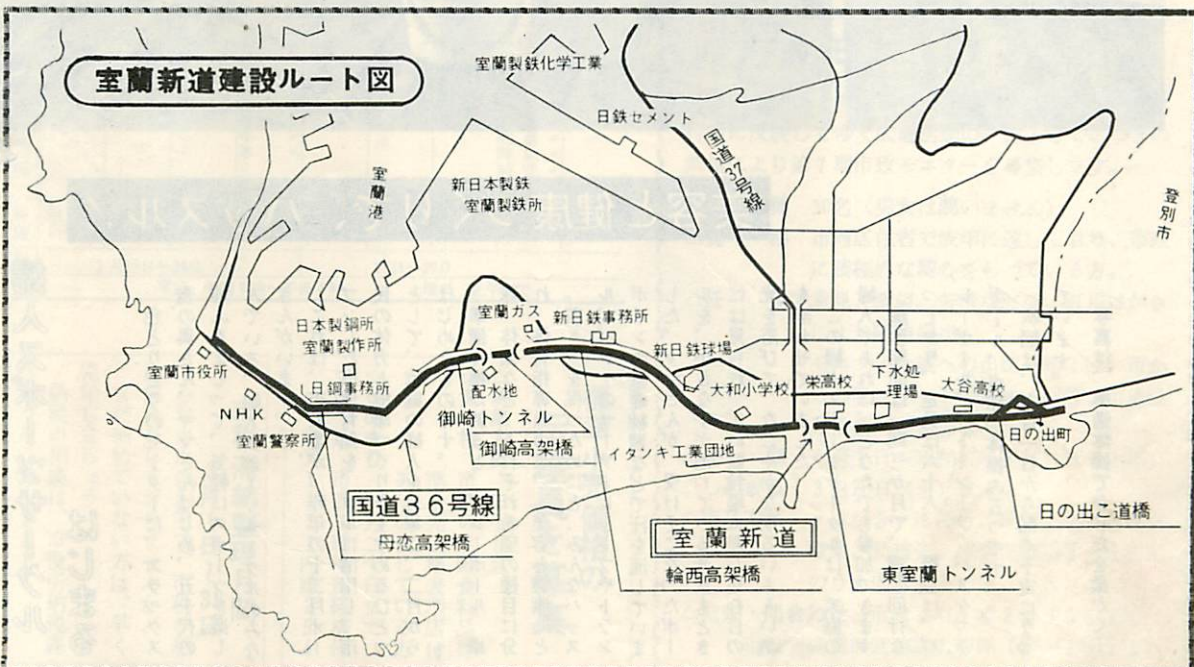 室蘭新道建設ルート図
室蘭製鉄化学工業
日鉄セメント
国道37号線
登別市
室蘭港
新日本製鉄
室蘭製鉄所
日本製鋼所
室蘭製作所
室蘭ガス
新日鉄事務所
新日鉄球場
室蘭市役所
日鋼事務所
配水地
大和小学校
栄高校
下水処
理場
大谷高校
NHK
室蘭警察所
御崎トンネル
御崎高架橋
イタンキ工業団地
日の出町
国道36号線
母恋高架橋
室蘭新道
輪西高架橋
東室蘭トンネル
日の出こ道橋